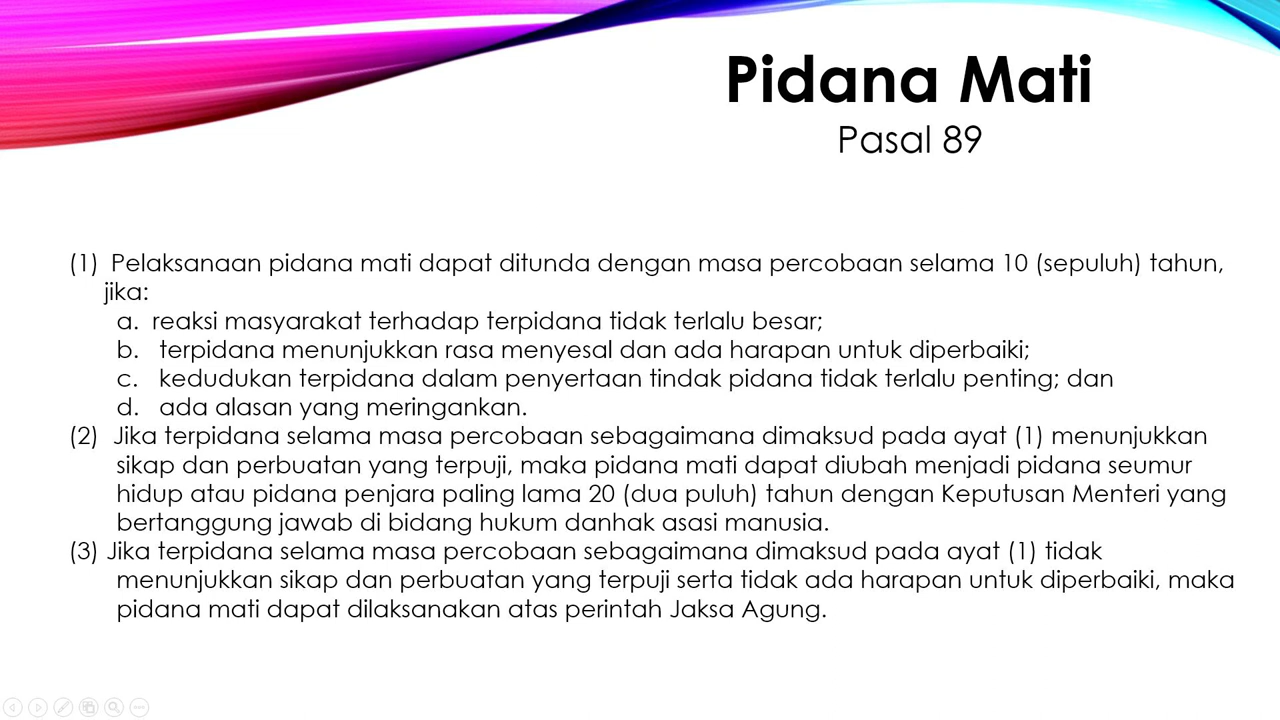 Pidana Mati
Pasal 89
(1) Pelaksanaan pidana mati dapat ditunda dengan masa percobaan selama 10 (sepuluh) tahun,
jika:
a. reaksi masyarakat terhadap terpidana tidak terlalu besar;
b. terpidana menunjukkan rasa menyesal dan ada harapan untuk diperbaiki;
c. kedudukan terpidana dalam penyertaan tindak pidana tidak terlalu penting; dan
d. ada alasan yang meringankan.
(2) Jika terpidana selama masa percobaan sebagaimana dimaksud pada ayat (1) menunjukkan
sikap dan perbuatan yang terpuji, maka pidana mati dapat diubah menjadi pidana seumur
hidup atau pidana penjara paling lama 20 (dua puluh) tahun dengan Keputusan Menteri yang
bertanggung jawab di bidang hukum danhak asasi manusia.
(3) Jika terpidana selama masa percobaan sebagaimana dimaksud pada ayat (1) tidak
menunjukkan sikap dan perbuatan yang terpuji serta tidak ada harapan untuk diperbaiki, maka
pidana mati dapat dilaksanakan atas perintah Jaksa Agung.